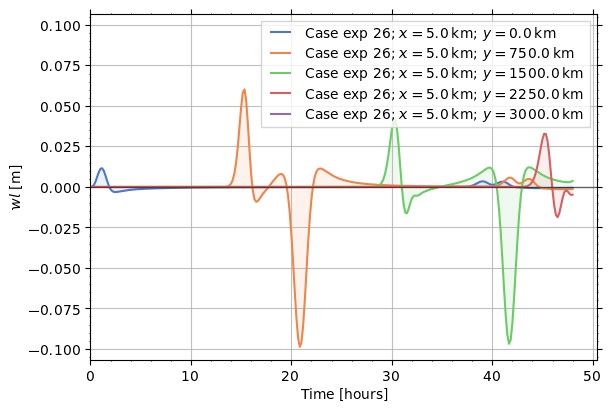 Case exp 26; x = 5.0 km; y = 0.0 km
Case exp 26; x = 5.0 km; y = 750.0 km
Case exp 26; x = 5.0 km; y = 1500.0 km
Case exp 26; x = 5.0 km; y = 2250.0 km
Case exp 26; x = 5.0 km; y = 3000.0 km
wl [m]
0.100
0.075
0.050
0.025
0.000
−0.025
−0.050
−0.075
−0.100
0 10 20 30 40 50
Time [hours]